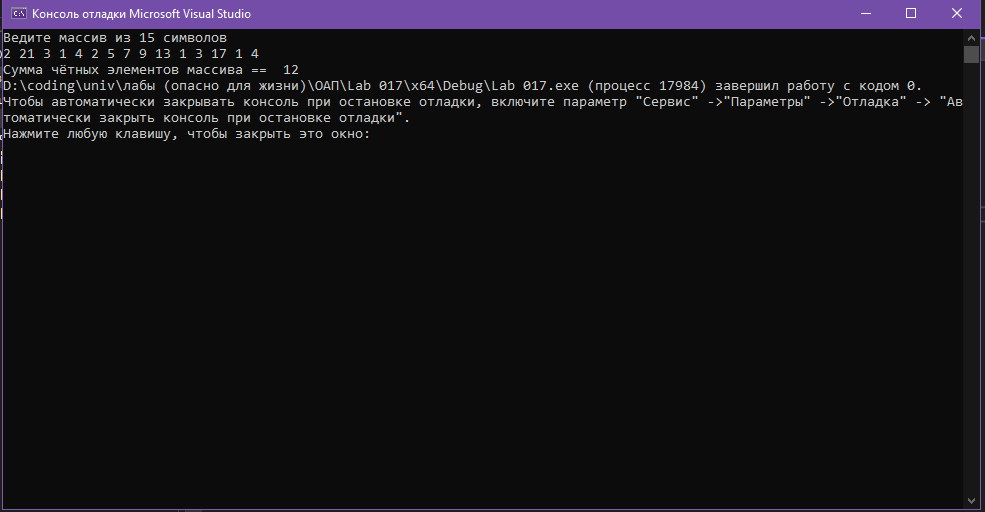 Консоль отладки Microsoft Visual Studio
Ведите массив из 15 символов
2 21 3 1 4 2 5 7 9 13 1 3 17 1 4
Сумма чётных элементов массива ==  12
D:\coding\univ\лабы (опасно для жизни)\ОАП\Lab 017\x64\Debug\Lab 017.exe (процесс 17984) завершил работу с кодом 0.
Чтобы автоматически закрывать консоль при остановке отладки, включите параметр "Сервис" ->"Параметры" ->"Отладка" -> "Ав
томатически закрыть консоль при остановке отладки".
Нажмите любую клавишу, чтобы закрыть это окно: